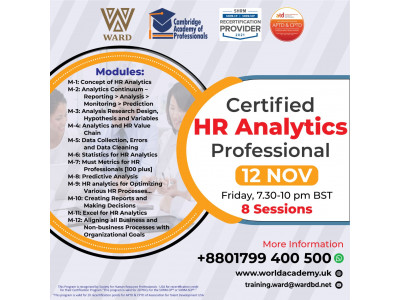 WARD
Cambridge
Academy of
Professionals
SHRM
RECERTIFICATION
PROVIDER
2021
APTD & CPTD
Modules:
M-1: Concept of HR Analytics
M-2: Analytics Continuum –
Reporting > Analysis >
Monitoring > Prediction
M-3: Analysis Research Design,
Hypothesis and Variables
M-4: Analytics and HR Value
Chain
M-5: Data Collection, Errors
and Data Cleaning
M-6: Statistics for HR Analytics
M-7: Must Metrics for HR
Professionals [100 plus]
M-8: Predictive Analysis
M-9: HR analytics for Optimizing
Various HR Processes...
M-10: Creating Reports and
Making Decisions
M-11: Excel for HR Analytics
M-12: Aligning all Business and
Non-business Processes with
Organizational Goals
Certified
HR Analytics
Professional
12 NOV
Friday, 7.30-10 pm BST
8 Sessions
More Information
+8801799 400 500
www.worldacademy.uk
training.ward@wardbd.net